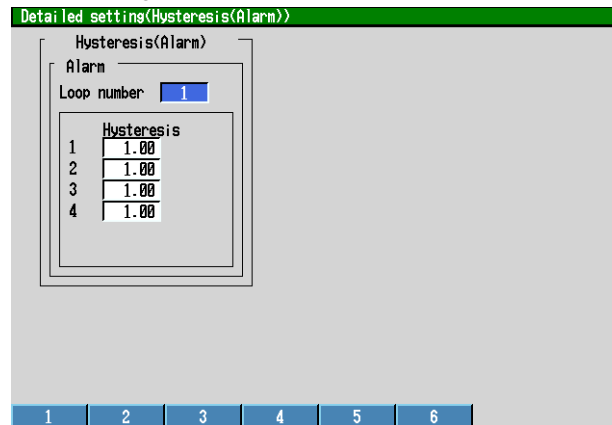 Detailed setting(Hysteresis(Alarm))
Hysteresis(Alarm)
Alarm
Loop number 1
Hysteresis
1 1.00
2 1.00
3 1.00
4 1.00
1 2 3 4 5 6